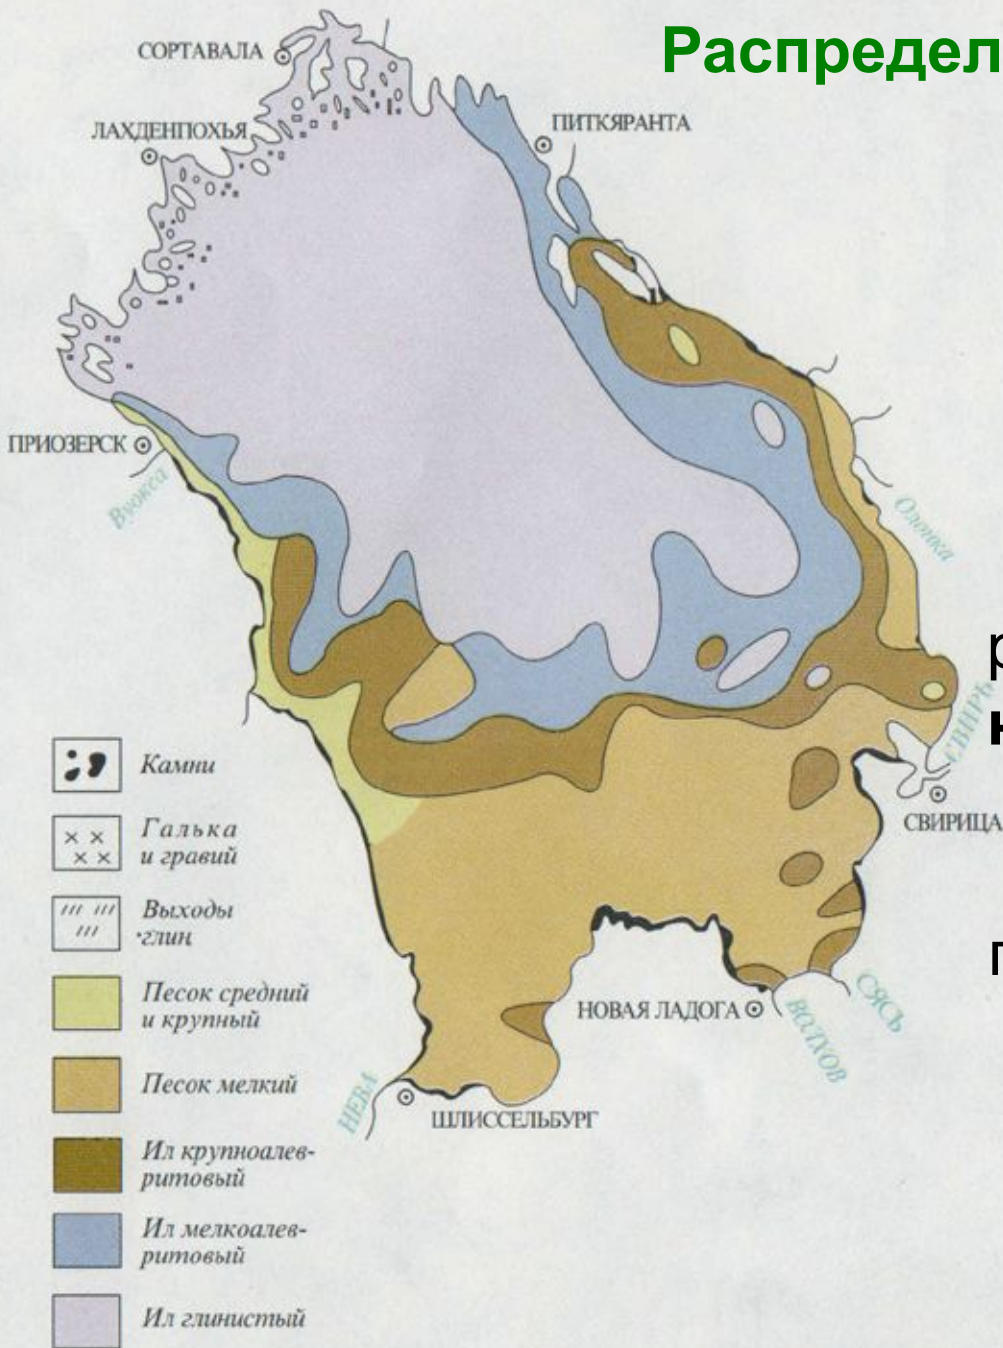 Распредел
СОРТАВАЛА
ЛАХДЕНПОХЬЯ
ПИТКЯРАНТА
ПРИОЗЕРСК
Вуокса
Олонка
р
н
СВИРЬ
СВИРИЦА
п
НОВАЯ ЛАДОГА
ВОЛХОВ
СЯСЬ
НЕВА
ШЛИССЕЛЬБУРГ
Камни
Галька
и гравий
Выходы
глин
Песок средний
и крупный
Песок мелкий
Ил крупноалев-
ритовый
Ил мелкоалев-
ритовый
Ил глинистый